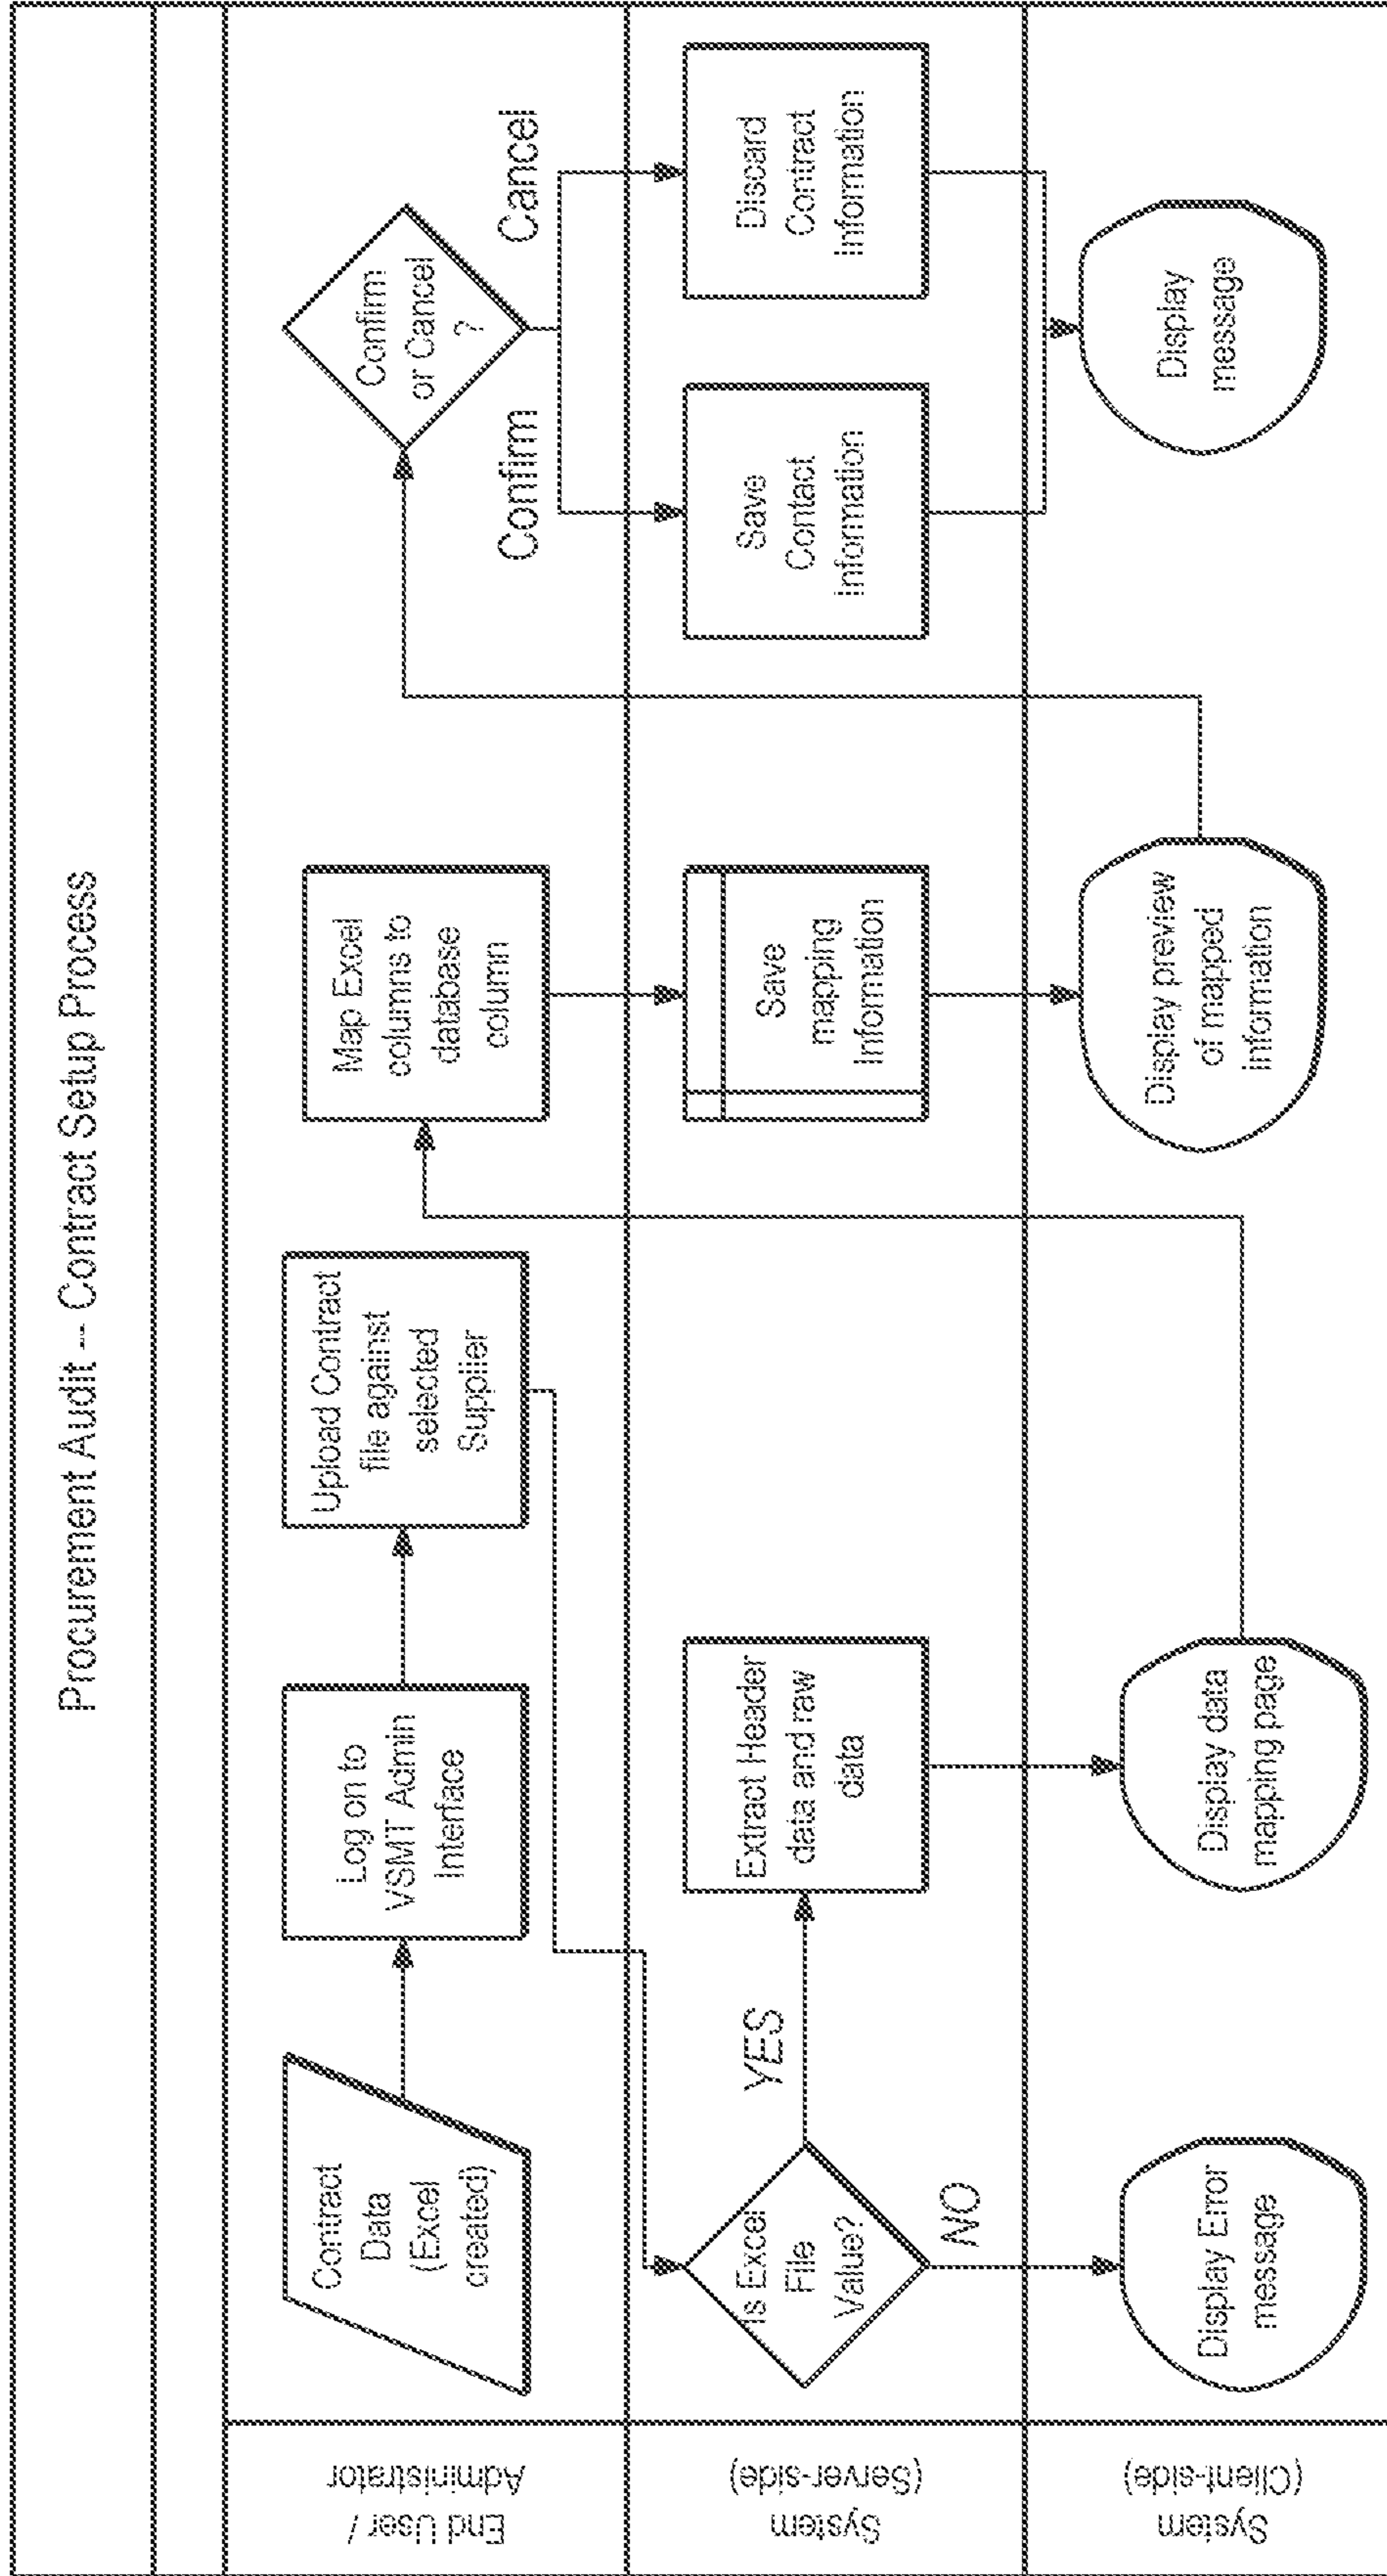 Procurement Audit -- Contract Setup Process
End User /
Administrator
Contract
Data
(Excel
created)
Log on to
VSMT Admin
Interface
Upload Contract
file against
selected
Supplier
Map Excel
columns to
database
column
Confirm
or Cancel
?
Confirm
Cancel
System
(Server-side)
Is Excel
File
Value?
YES
NO
Extract Header
data and raw
data
Save
mapping
Information
Save
Contact
Information
Discard
Contract
Information
System
(Client-side)
Display Error
message
Display data
mapping page
Display preview
of mapped
Information
Display
message